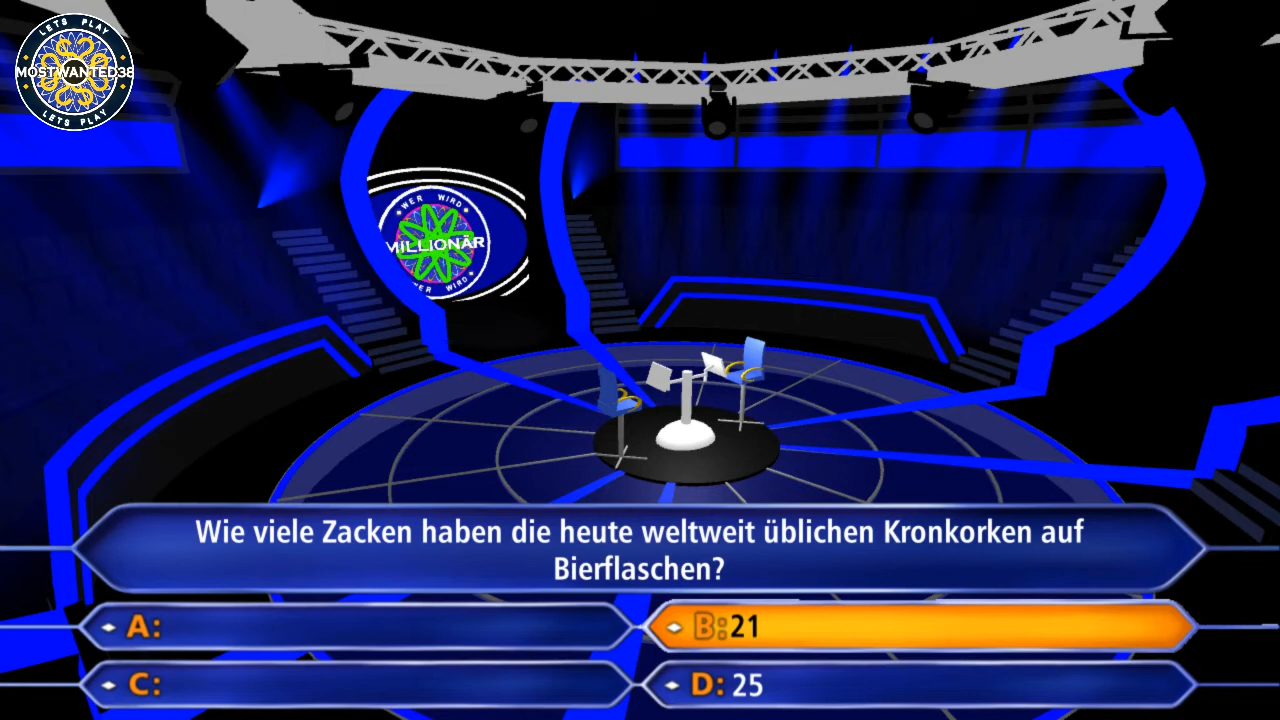 LETS PLAY
MOSTWANTED38
LETS PLAY
WER WIRD
MILLIONÄR
WER WIRD
Wie viele Zacken haben die heute weltweit üblichen Kronkorken auf
Bierflaschen?
A:
B: 21
C:
D: 25